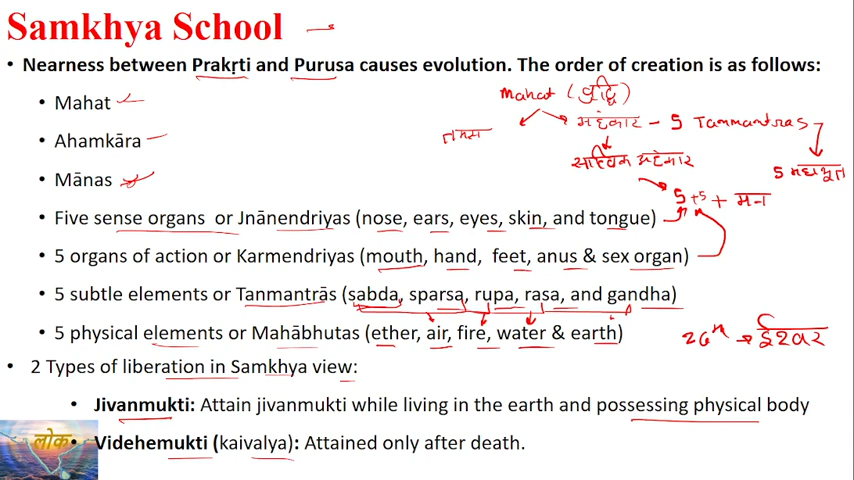 Samkhya School
• Nearness between Prakṛti and Purusa causes evolution. The order of creation is as follows:
• Mahat
• Ahamkāra
• Mānas
• Five sense organs or Jnānendriyas (nose, ears, eyes, skin, and tongue)
• 5 organs of action or Karmendriyas (mouth, hand, feet, anus & sex organ)
• 5 subtle elements or Tanmantrās (sabda, sparsa, rupa, rasa, and gandha)
• 5 physical elements or Mahābhutas (ether, air, fire, water & earth)
• 2 Types of liberation in Samkhya view:
• Jivanmukti: Attain jivanmukti while living in the earth and possessing physical body
• Videhemukti (kaivalya): Attained only after death.
Mahat (बुद्धि)
अहंकार - 5 Tanmantras
सात्विक अहंकार
5 महाभूत
5 +5 + मन
26th → ईश्वर
लोक